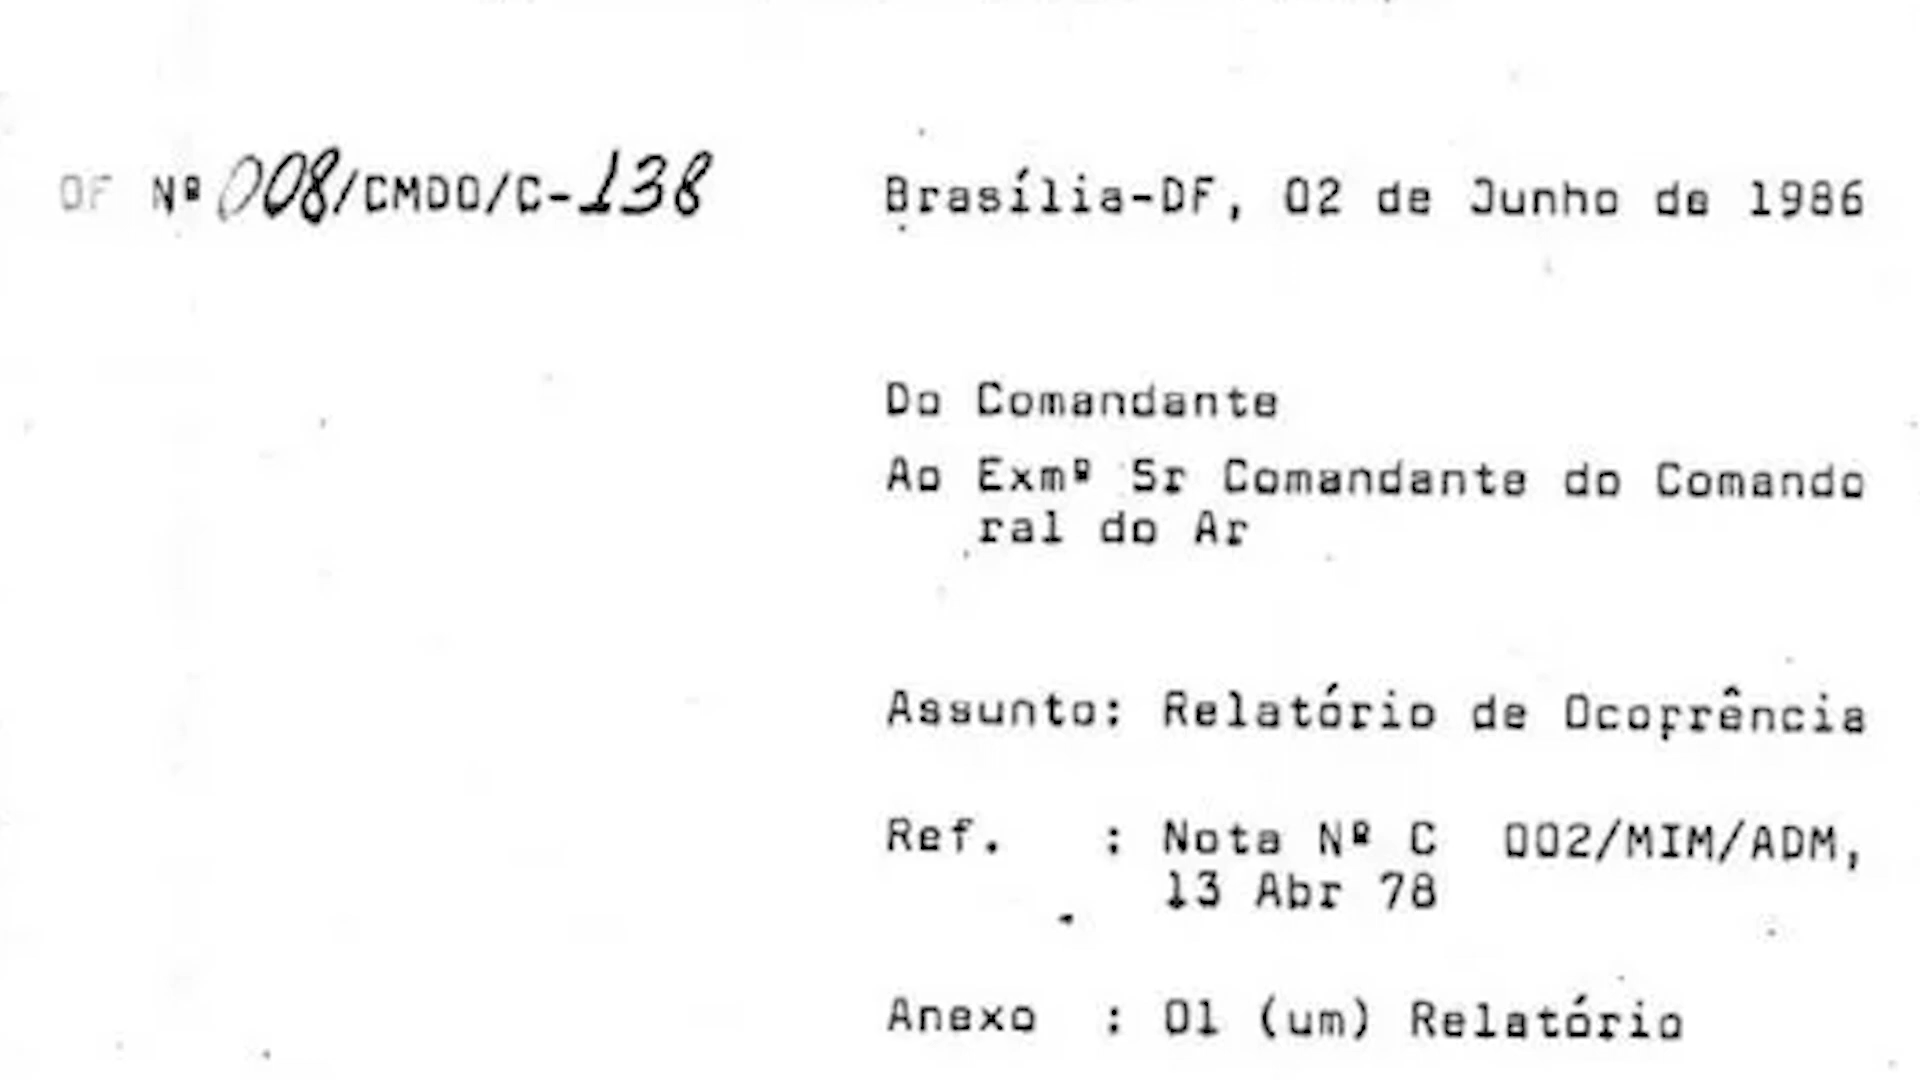 OF Nº 008/CMDO/C-138
Brasília-DF, 02 de Junho de 1986
Do Comandante
Ao Exmº Sr Comandante do Comando
ral do Ar
Assunto: Relatório de Ocorrência
Ref. : Nota Nº C 002/MIM/ADM,
13 Abr 78
Anexo : 01 (um) Relatório